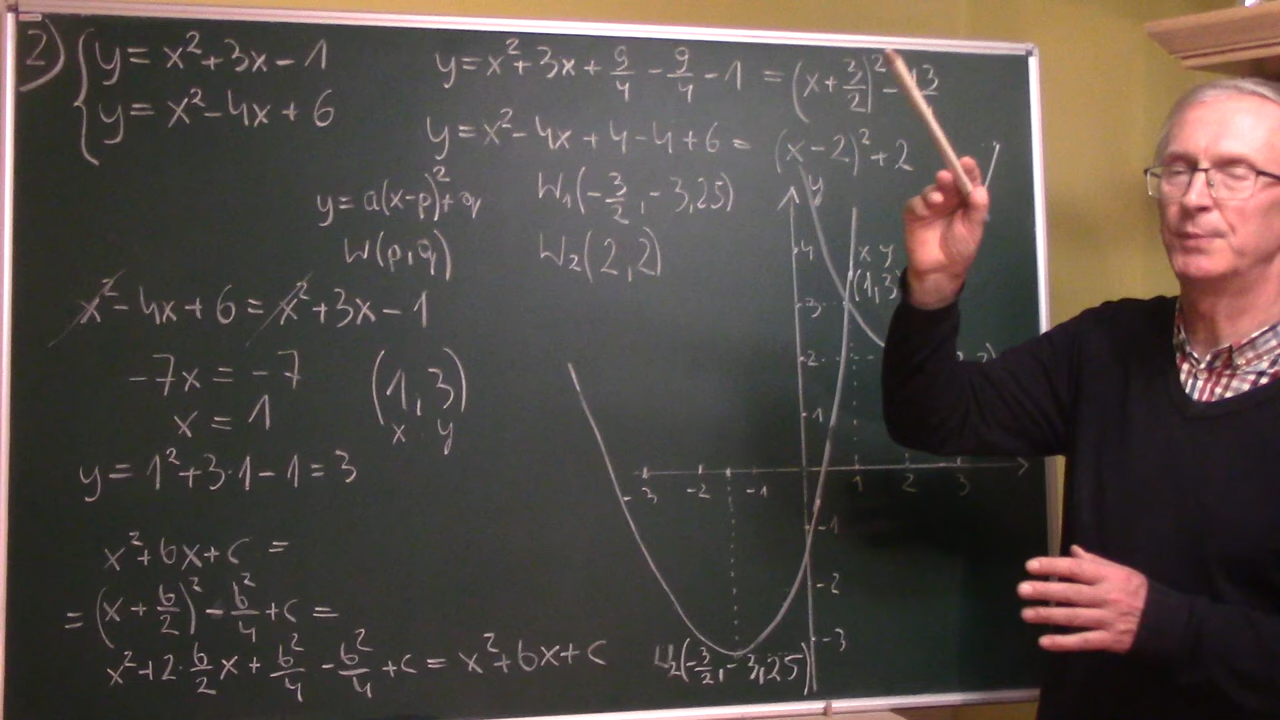 2) { y = x² + 3x - 1
y = x² - 4x + 6
y = x² + 3x + 9/4 - 9/4 - 1 = (x + 3/2)² - 13
y = x² - 4x + 4 - 4 + 6 = (x - 2)² + 2
y = a(x-p)² + q
W(p, q)
W₁(-3/2, -3,25)
W₂(2, 2)
x² - 4x + 6 = x² + 3x - 1
-7x = -7
x = 1
(1, 3)
x y
y = 1² + 3·1 - 1 = 3
x² + bx + c =
= (x + b/2)² - b²/4 + c =
x² + 2·b/2 x + b²/4 - b²/4 + c = x² + bx + c
y
4
x y
(1,3)
3
2
1
-3 -2 -1 1 2 3
-1
-2
-3
(-3/2, -3,25)